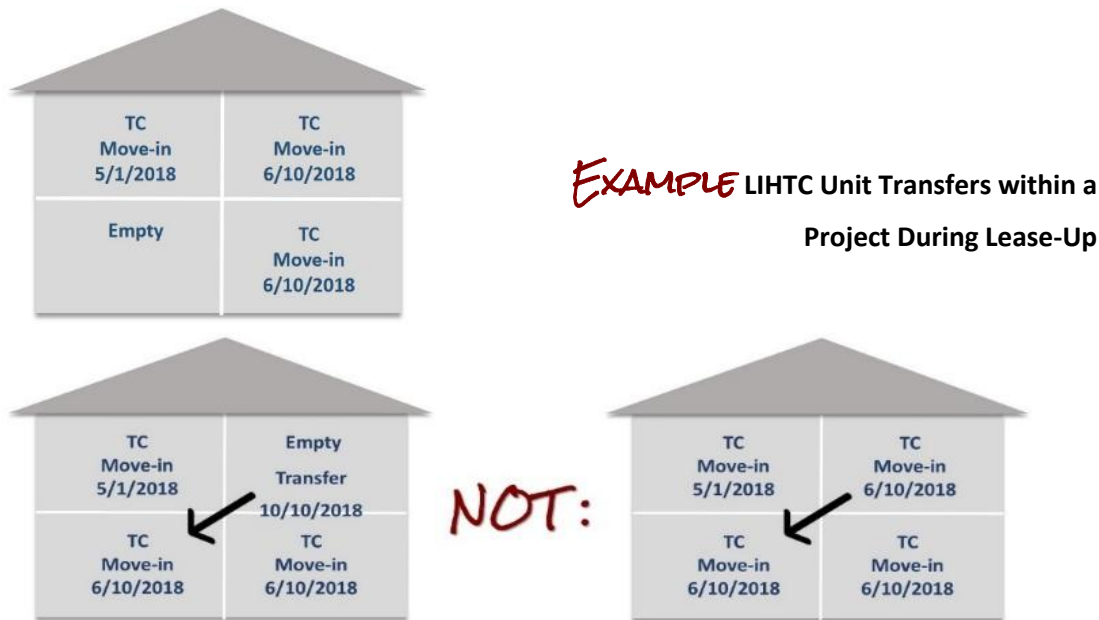 TC
Move-in
5/1/2018
TC
Move-in
6/10/2018
Empty
TC
Move-in
6/10/2018
EXAMPLE LIHTC Unit Transfers within a
Project During Lease-Up
TC
Move-in
5/1/2018
Empty
Transfer
10/10/2018
TC
Move-in
6/10/2018
TC
Move-in
6/10/2018
NOT:
TC
Move-in
5/1/2018
TC
Move-in
6/10/2018
TC
Move-in
6/10/2018
TC
Move-in
6/10/2018